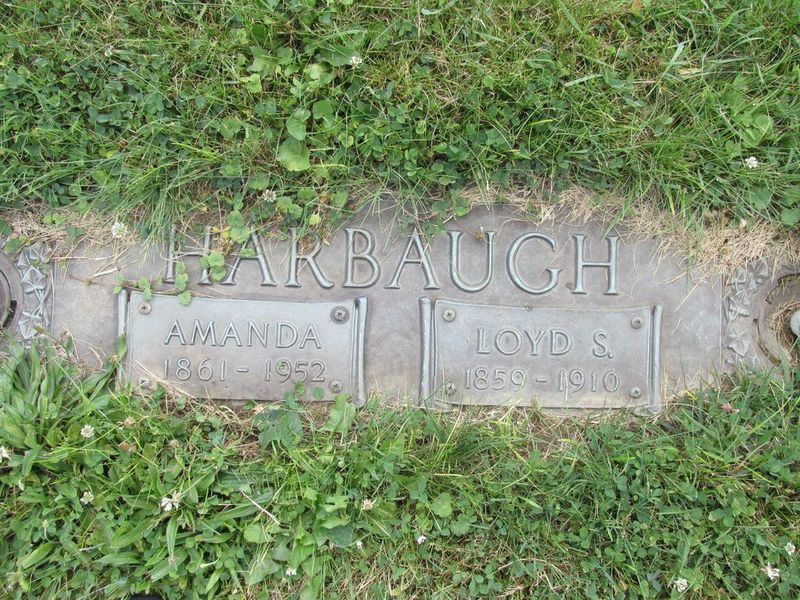 HARBAUGH
AMANDA
1861 - 1952
LOYD S.
1859 - 1910